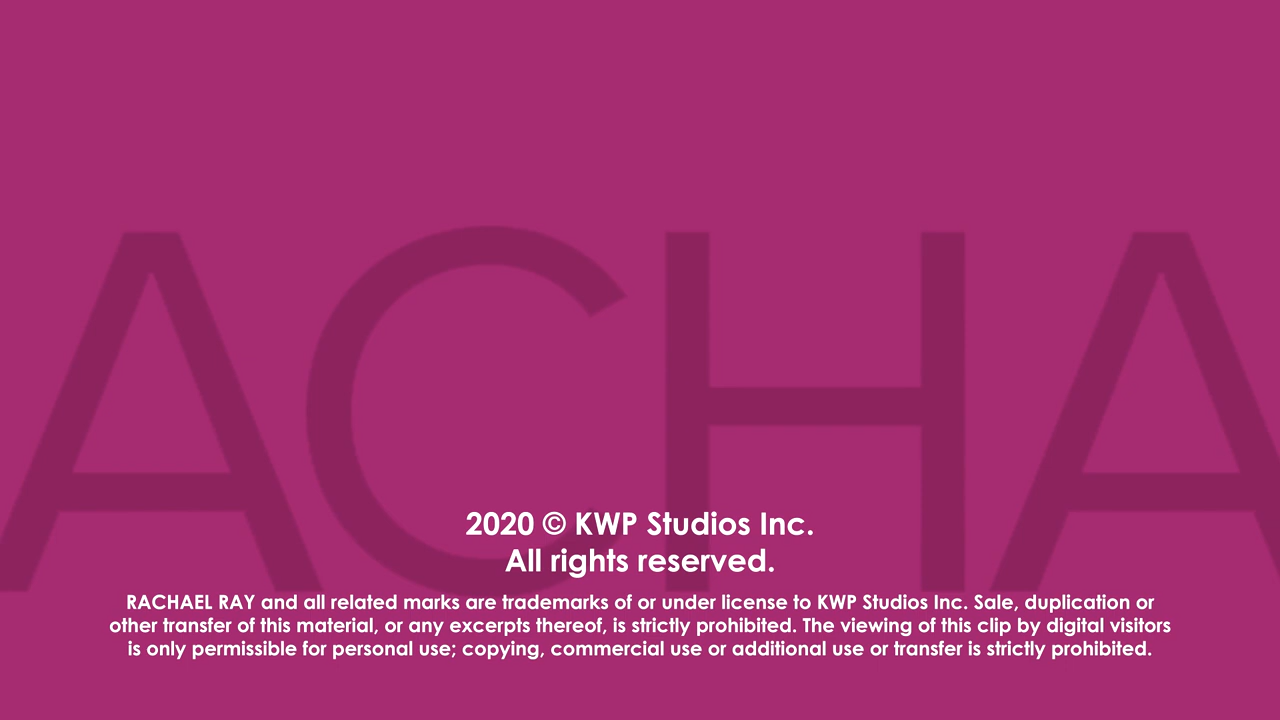 ACHA
2020 © KWP Studios Inc.
All rights reserved.
RACHAEL RAY and all related marks are trademarks of or under license to KWP Studios Inc. Sale, duplication or
other transfer of this material, or any excerpts thereof, is strictly prohibited. The viewing of this clip by digital visitors
is only permissible for personal use; copying, commercial use or additional use or transfer is strictly prohibited.